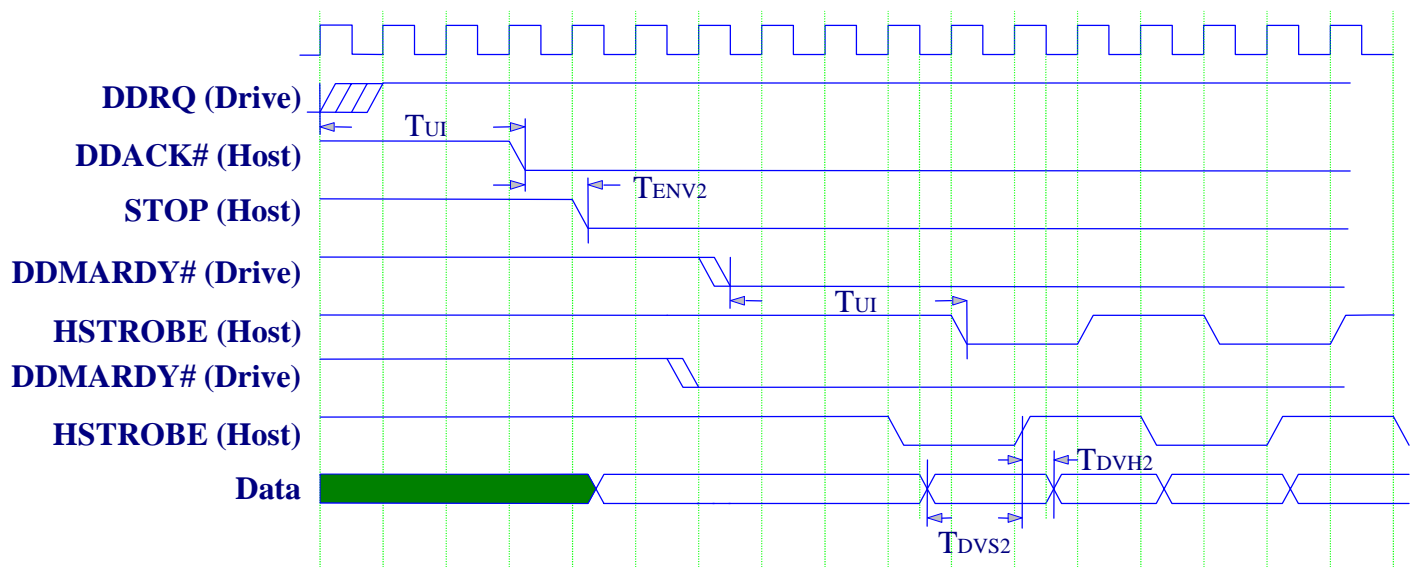 DDRQ (Drive)
TUI
DDACK# (Host)
TENV2
STOP (Host)
DDMARDY# (Drive)
TUI
HSTROBE (Host)
DDMARDY# (Drive)
HSTROBE (Host)
TDVH2
Data
TDVS2